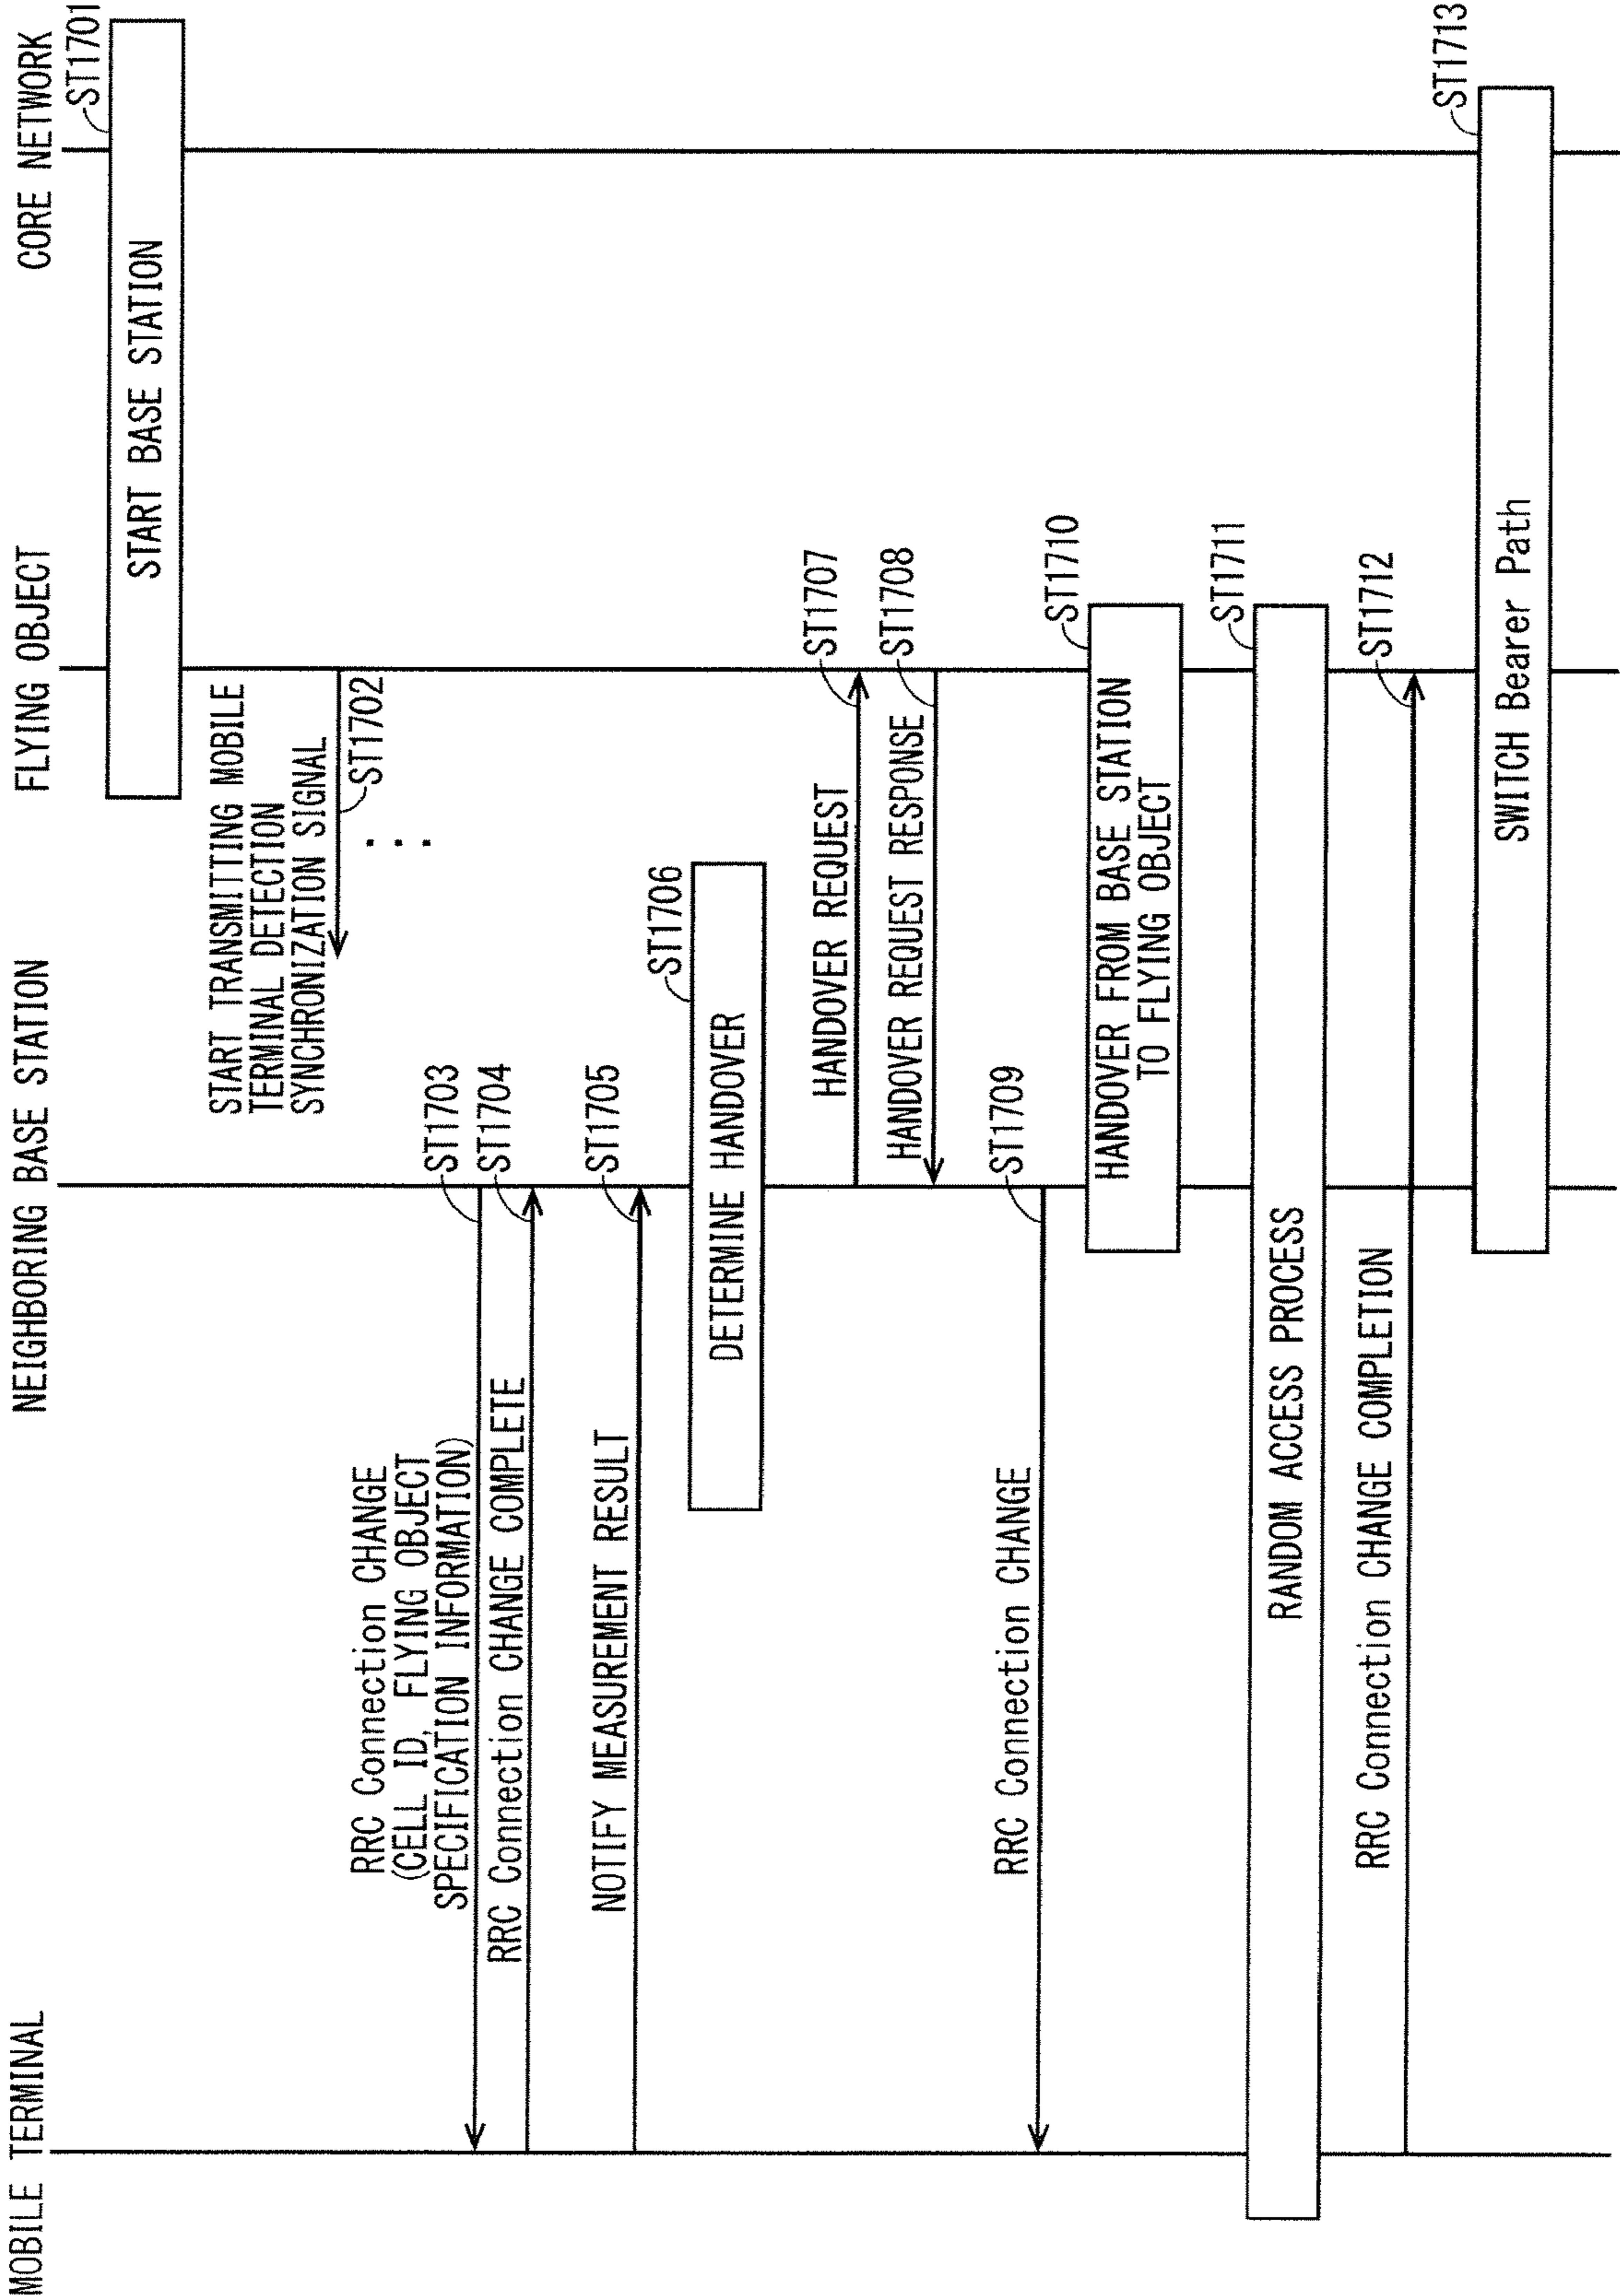 MOBILE TERMINAL
NEIGHBORING BASE STATION
FLYING OBJECT
CORE NETWORK
ST1701
START BASE STATION
START TRANSMITTING MOBILE
TERMINAL DETECTION
SYNCHRONIZATION SIGNAL
ST1702
...
RRC Connection CHANGE
(CELL ID, FLYING OBJECT
SPECIFICATION INFORMATION)
ST1703
RRC Connection CHANGE COMPLETE
ST1704
NOTIFY MEASUREMENT RESULT
ST1705
ST1706
DETERMINE HANDOVER
HANDOVER REQUEST
ST1707
HANDOVER REQUEST RESPONSE
ST1708
RRC Connection CHANGE
ST1709
ST1710
HANDOVER FROM BASE STATION
TO FLYING OBJECT
ST1711
RANDOM ACCESS PROCESS
RRC Connection CHANGE COMPLETION
ST1712
ST1713
SWITCH Bearer Path